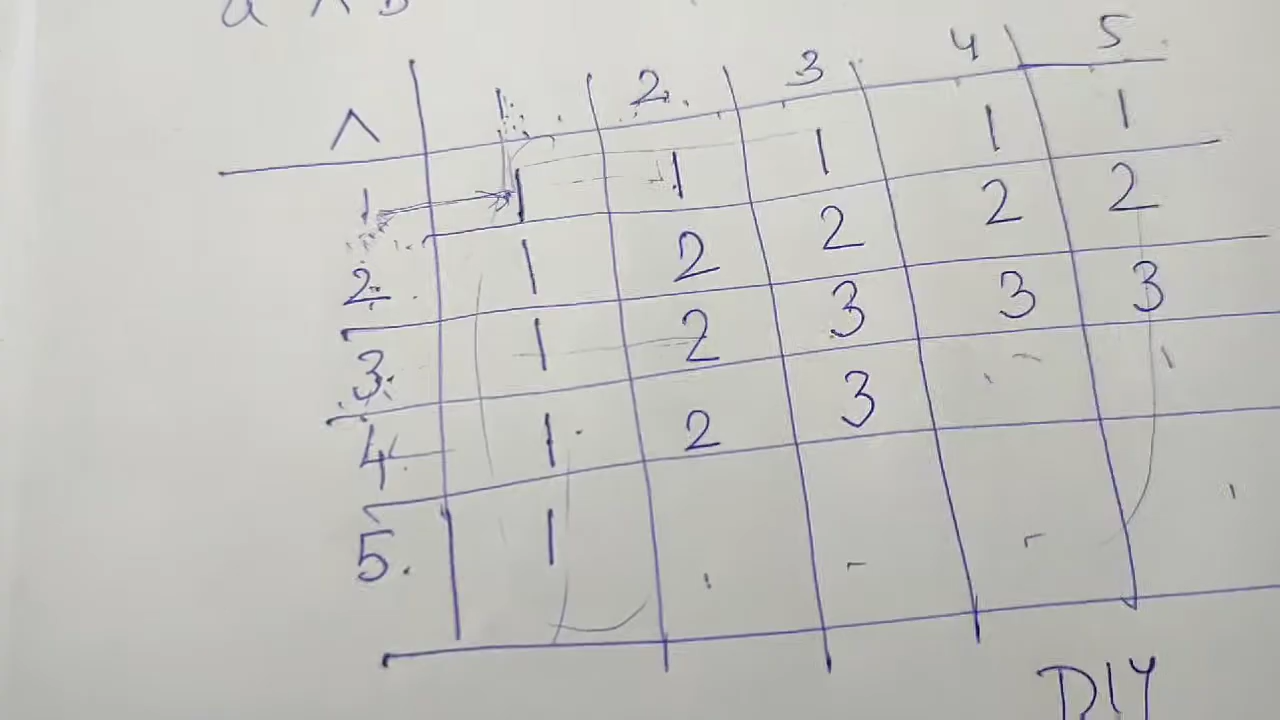 a ∧ b
∧ 1 2 3 4 5
1 1 1 1 1 1
2. 1 2 2 2 2
3. 1 2 3 3 3
4 1 2 3
5. 1
DIY